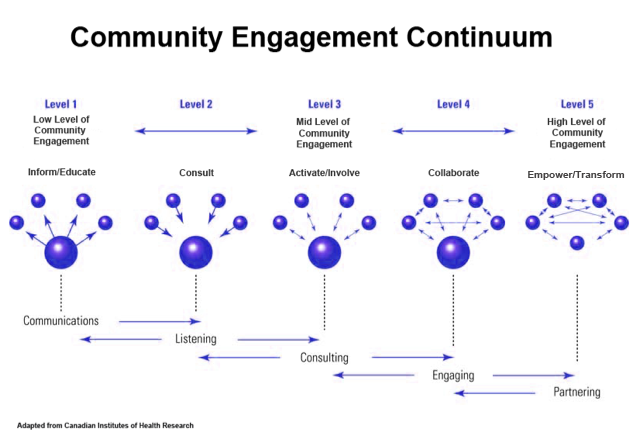 Community Engagement Continuum
Level 1
Level 2
Level 3
Level 4
Level 5
Low Level of
Community
Engagement
Mid Level of
Community
Engagement
High Level of
Community
Engagement
Inform/Educate
Consult
Activate/Involve
Collaborate
Empower/Transform
Communications
Listening
Consulting
Engaging
Partnering
Adapted from Canadian Institutes of Health Research